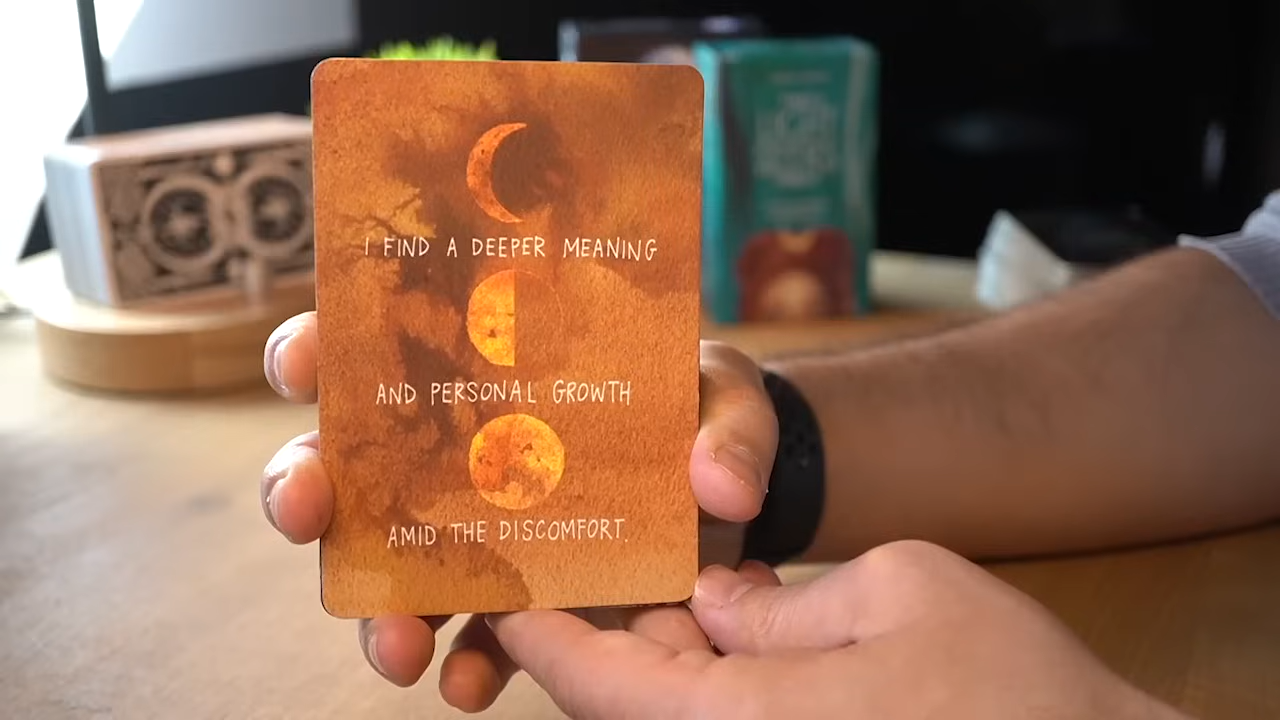 I FIND A DEEPER MEANING
AND PERSONAL GROWTH
AMID THE DISCOMFORT.